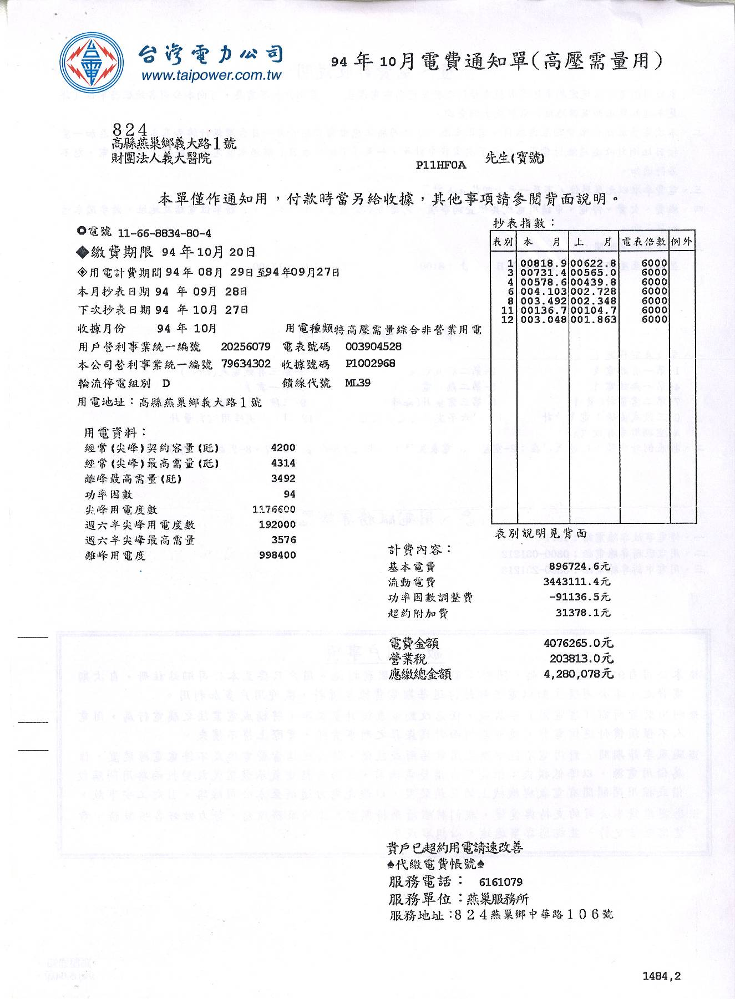 台灣電力公司
www.taipower.com.tw
94 年 10月電費通知單(高壓需量用)
824
高縣燕巢鄉義大路1號
財團法人義大醫院
P11HF0A 先生(寶號)
本單僅作通知用，付款時當另給收據，其他事項請參閱背面說明。
電號 11-66-8834-80-4
◆繳費期限 94 年10月 20日
用電計費期間94年 08月 29日至94年09月27日
本月抄表日期 94 年 09月 28日
下次抄表日期 94 年 10月 27日
收據月份 94 年 10月 用電種類特高壓需量綜合非營業用電
用戶營利事業統一編號 20256079 電表號碼 003904528
本公司營利事業統一編號 79634302 收據號碼 P1002968
輪流停電組別 D 饋線代號 ML39
用電地址：高縣燕巢鄉義大路1號
抄表指數：
表別 本 月 上 月 電表倍數 例外
1 00818.9 00622.8 6000
3 00731.4 00565.0 6000
4 00578.6 00439.8 6000
6 004.103 002.728 6000
8 003.492 002.348 6000
11 00136.7 00104.7 6000
12 003.048 001.863 6000
表別說明見背面
用電資料：
經常(尖峰)契約容量(瓩) 4200
經常(尖峰)最高需量(瓩) 4314
離峰最高需量(瓩) 3492
功率因數 94
尖峰用電度數 1176600
週六半尖峰用電度數 192000
週六半尖峰最高需量 3576
離峰用電度 998400
計費內容：
基本電費 896724.6元
流動電費 3443111.4元
功率因數調整費 -91136.5元
超約附加費 31378.1元
電費金額 4076265.0元
營業稅 203813.0元
應繳總金額 4,280,078元
貴戶已超約用電請速改善
♠代繳電費帳號♠
服務電話： 6161079
服務單位：燕巢服務所
服務地址:８２４燕巢鄉中華路１０６號
1484,2